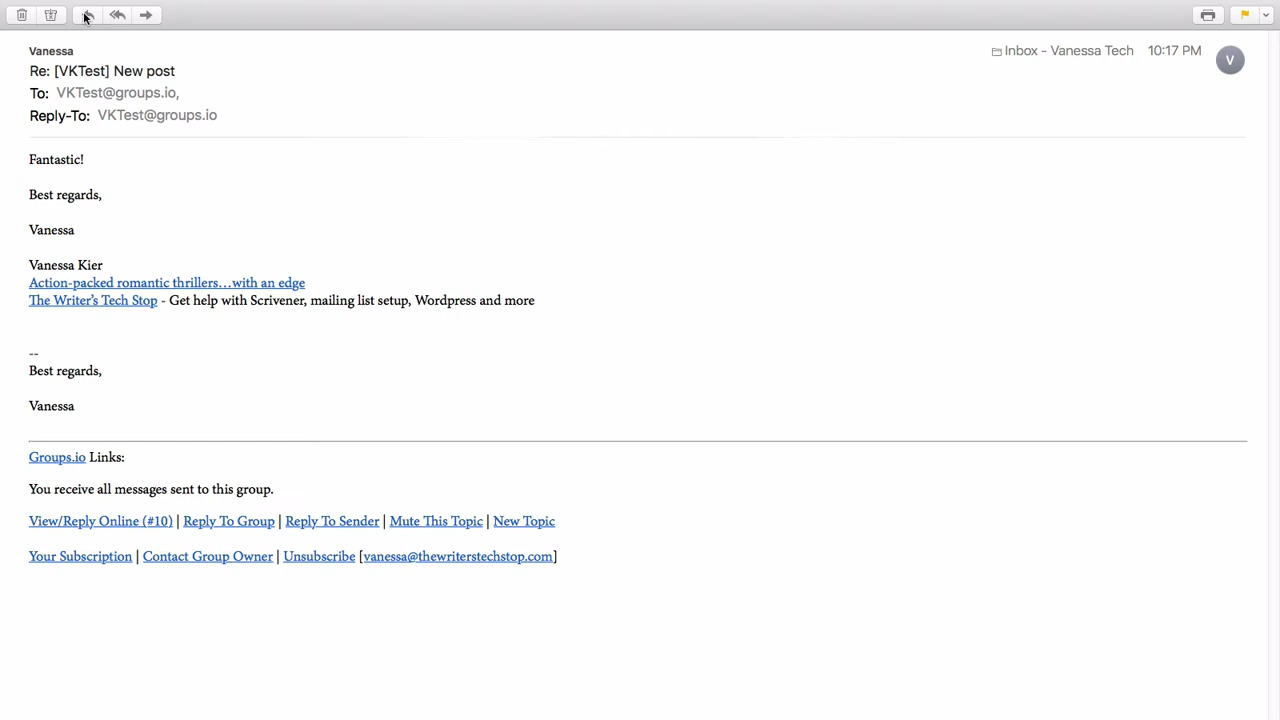 Vanessa
Inbox - Vanessa Tech 10:17 PM
V
Re: [VKTest] New post
To: VKTest@groups.io,
Reply-To: VKTest@groups.io
Fantastic!
Best regards,
Vanessa
Vanessa Kier
Action-packed romantic thrillers…with an edge
The Writer's Tech Stop - Get help with Scrivener, mailing list setup, Wordpress and more
--
Best regards,
Vanessa
Groups.io Links:
You receive all messages sent to this group.
View/Reply Online (#10) | Reply To Group | Reply To Sender | Mute This Topic | New Topic
Your Subscription | Contact Group Owner | Unsubscribe [vanessa@thewriterstechstop.com]